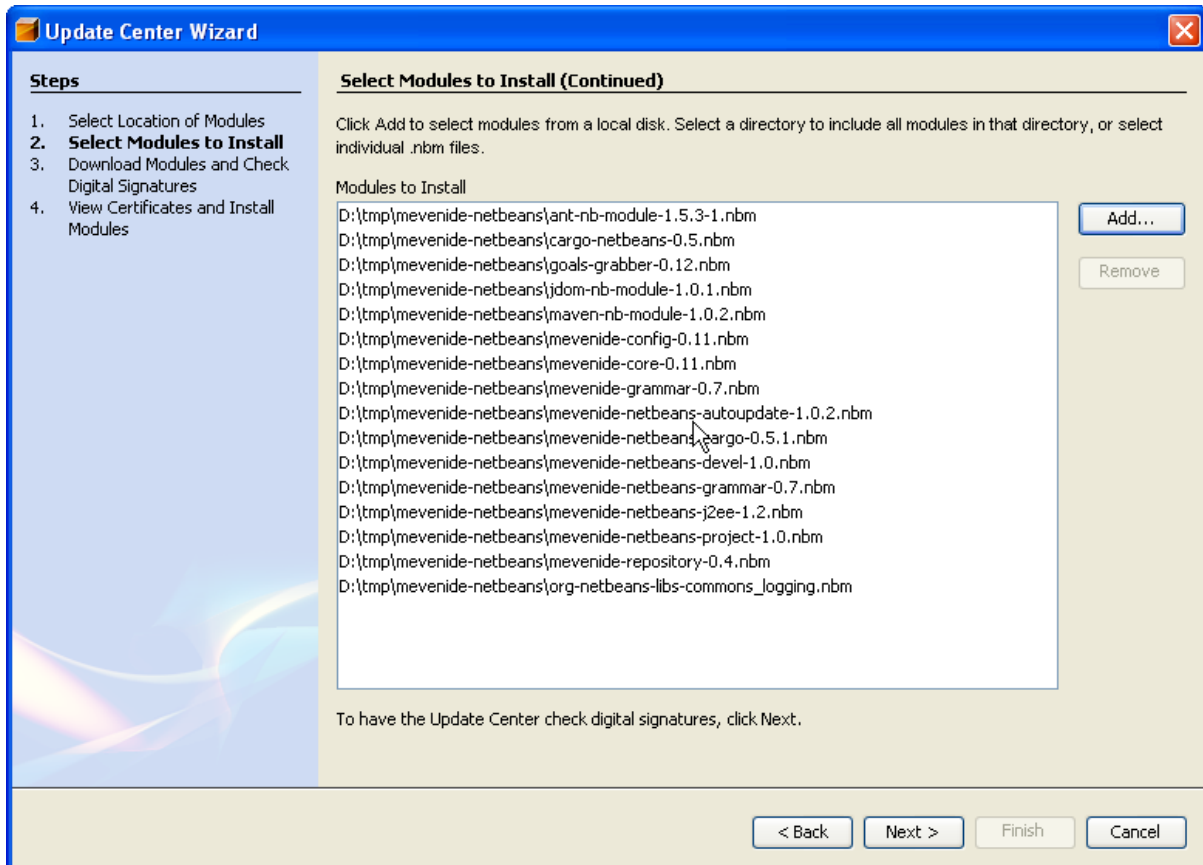 Update Center Wizard
Steps
1. Select Location of Modules
2. Select Modules to Install
3. Download Modules and Check
Digital Signatures
4. View Certificates and Install
Modules
Select Modules to Install (Continued)
Click Add to select modules from a local disk. Select a directory to include all modules in that directory, or select
individual .nbm files.
Modules to Install
D:\tmp\mevenide-netbeans\ant-nb-module-1.5.3-1.nbm
D:\tmp\mevenide-netbeans\cargo-netbeans-0.5.nbm
D:\tmp\mevenide-netbeans\goals-grabber-0.12.nbm
D:\tmp\mevenide-netbeans\jdom-nb-module-1.0.1.nbm
D:\tmp\mevenide-netbeans\maven-nb-module-1.0.2.nbm
D:\tmp\mevenide-netbeans\mevenide-config-0.11.nbm
D:\tmp\mevenide-netbeans\mevenide-core-0.11.nbm
D:\tmp\mevenide-netbeans\mevenide-grammar-0.7.nbm
D:\tmp\mevenide-netbeans\mevenide-netbeans-autoupdate-1.0.2.nbm
D:\tmp\mevenide-netbeans\mevenide-netbeans-cargo-0.5.1.nbm
D:\tmp\mevenide-netbeans\mevenide-netbeans-devel-1.0.nbm
D:\tmp\mevenide-netbeans\mevenide-netbeans-grammar-0.7.nbm
D:\tmp\mevenide-netbeans\mevenide-netbeans-j2ee-1.2.nbm
D:\tmp\mevenide-netbeans\mevenide-netbeans-project-1.0.nbm
D:\tmp\mevenide-netbeans\mevenide-repository-0.4.nbm
D:\tmp\mevenide-netbeans\org-netbeans-libs-commons_logging.nbm
Add...
Remove
To have the Update Center check digital signatures, click Next.
< Back Next > Finish Cancel